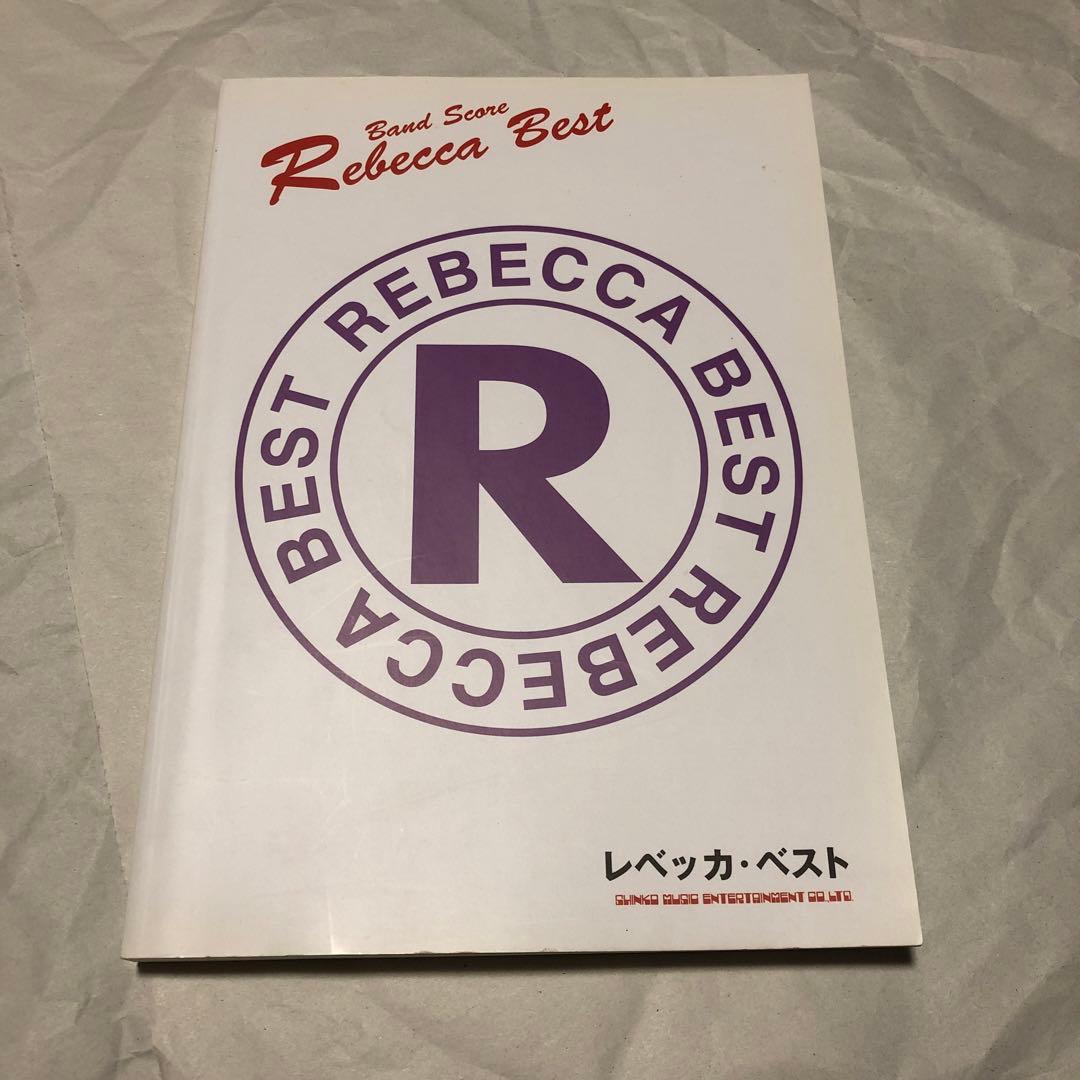 Band Score
Rebecca Best
REBECCA BEST REBECCA BEST
R
レベッカ・ベスト
SHINKO MUSIC ENTERTAINMENT CO.,LTD.